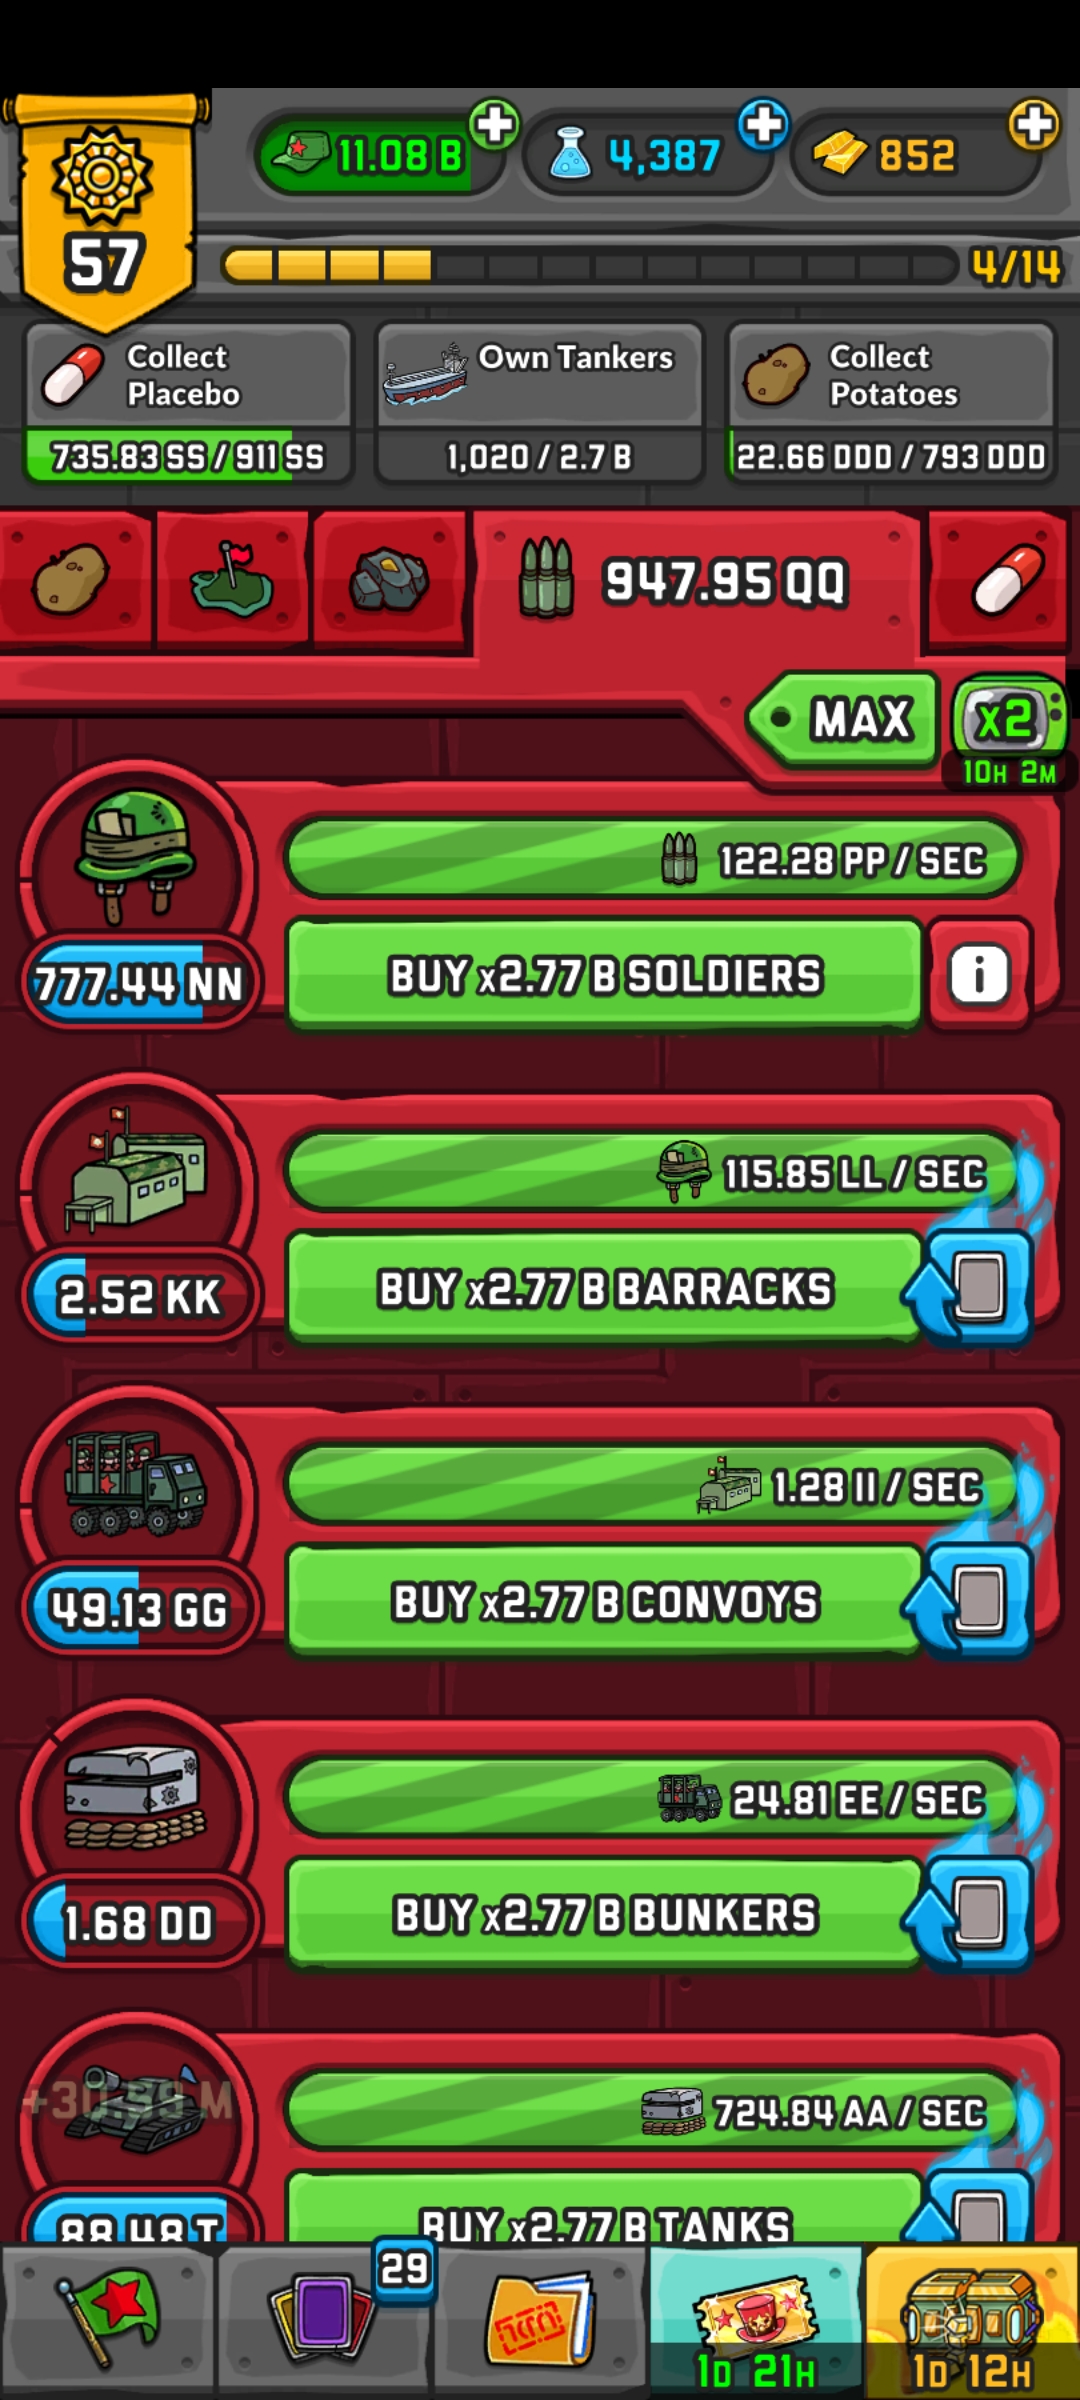 11.08 B
4,387
852
57
4/14
Collect
Placebo
735.83 SS / 911 SS
Own Tankers
1,020 / 2.7 B
Collect
Potatoes
22.66 DDD / 793 DDD
947.95 QQ
MAX
x2
10H 2M
122.28 PP / SEC
777.44 NN
BUY x2.77 B SOLDIERS
i
115.85 LL / SEC
2.52 KK
BUY x2.77 B BARRACKS
1.28 II / SEC
49.13 GG
BUY x2.77 B CONVOYS
24.81 EE / SEC
1.68 DD
BUY x2.77 B BUNKERS
724.84 AA / SEC
88.48 T
BUY x2.77 B TANKS
29
1D 21H
1D 12H